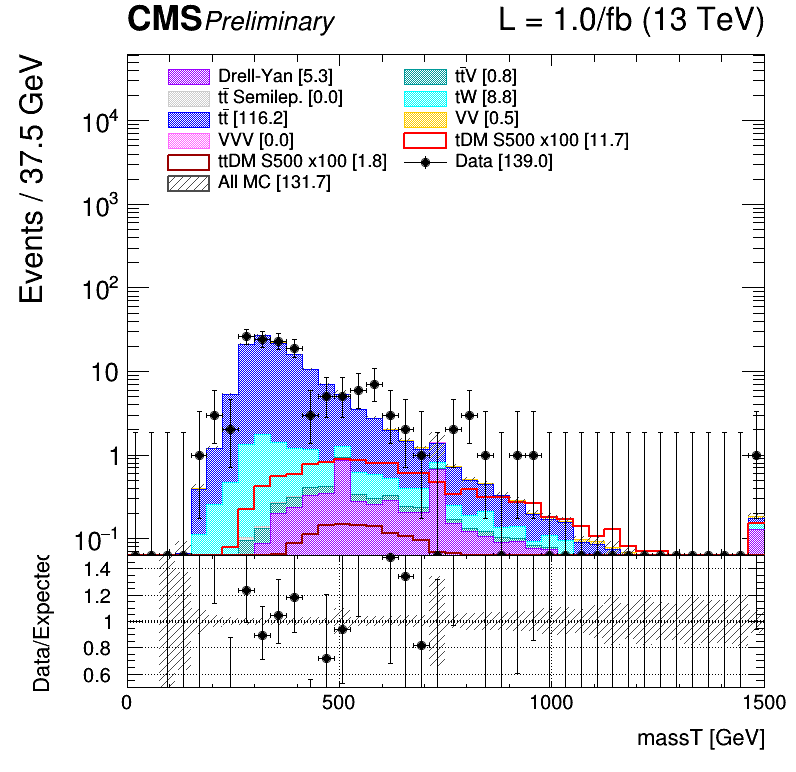 CMS Preliminary L = 1.0/fb (13 TeV)
Events / 37.5 GeV
Drell-Yan [5.3]
tt̄ Semilep. [0.0]
tt̄ [116.2]
VVV [0.0]
ttDM S500 x100 [1.8]
All MC [131.7]
tt̄V [0.8]
tW [8.8]
VV [0.5]
tDM S500 x100 [11.7]
Data [139.0]
10⁴
10³
10²
10
1
10⁻¹
Data/Expected
1.4
1.2
1
0.8
0.6
0 500 1000 1500
massT [GeV]